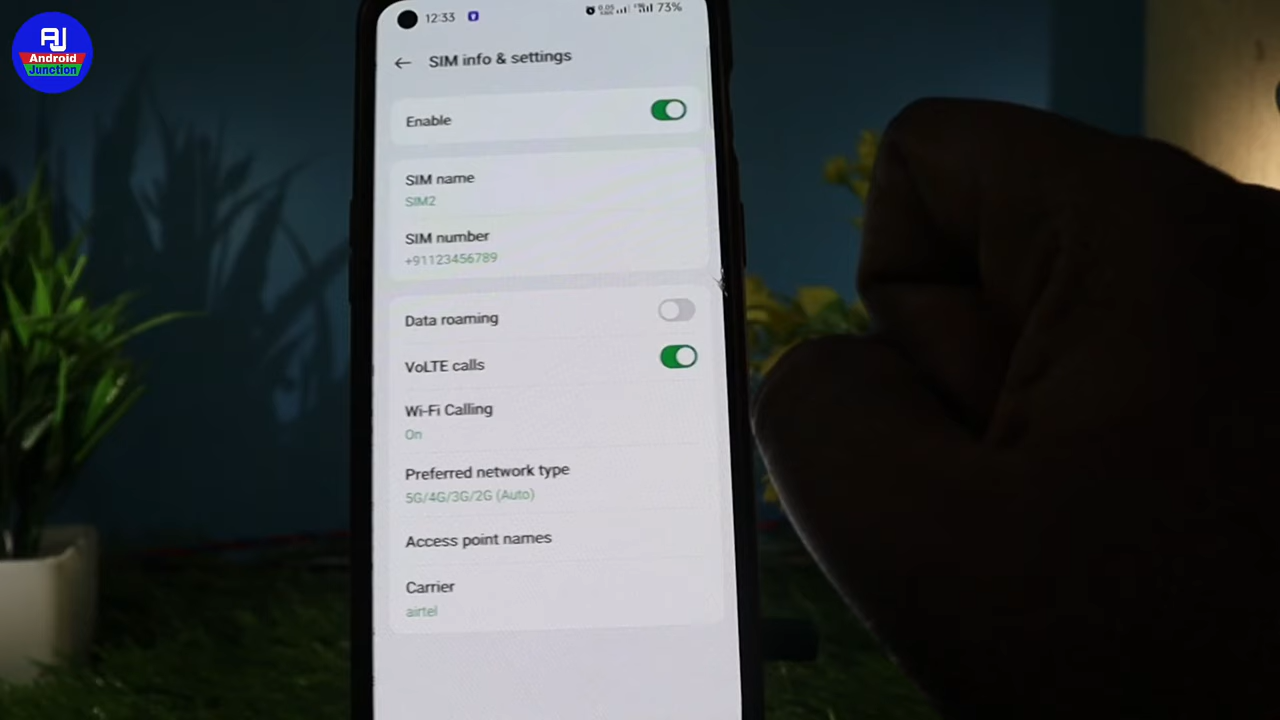 AJ
Android
Junction
12:33
73%
SIM info & settings
Enable
SIM name
SIM2
SIM number
+91123456789
Data roaming
VoLTE calls
Wi-Fi Calling
On
Preferred network type
5G/4G/3G/2G (Auto)
Access point names
Carrier
airtel